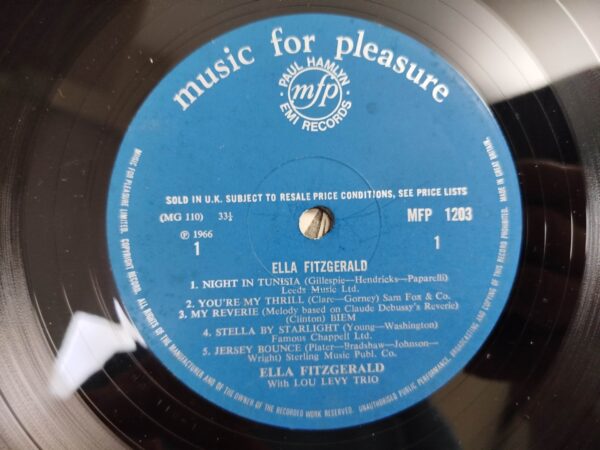 music for pleasure
PAUL HAMLYN
mfp
EMI RECORDS
SOLD IN U.K. SUBJECT TO RESALE PRICE CONDITIONS, SEE PRICE LISTS
(MG 110) 33⅓ MFP 1203
℗ 1966
1 1
ELLA FITZGERALD
1. NIGHT IN TUNISIA (Gillespie—Hendricks—Paparelli)
Leeds Music Ltd.
2. YOU'RE MY THRILL (Clare—Gorney) Sam Fox & Co.
3. MY REVERIE (Melody based on Claude Debussy's Reverie)
(Clinton) BIEM
4. STELLA BY STARLIGHT (Young—Washington)
Famous Chappell Ltd.
5. JERSEY BOUNCE (Plater—Bradshaw—Johnson—
Wright) Sterling Music Publ. Co.
ELLA FITZGERALD
With LOU LEVY TRIO
MUSIC FOR PLEASURE LIMITED. COPYRIGHT RECORD. ALL RIGHTS OF THE MANUFACTURER AND OF THE OWNER OF THE RECORDED WORK RESERVED. UNAUTHORISED PUBLIC PERFORMANCE, BROADCASTING AND COPYING OF THIS RECORD PROHIBITED. MADE IN GREAT BRITAIN.